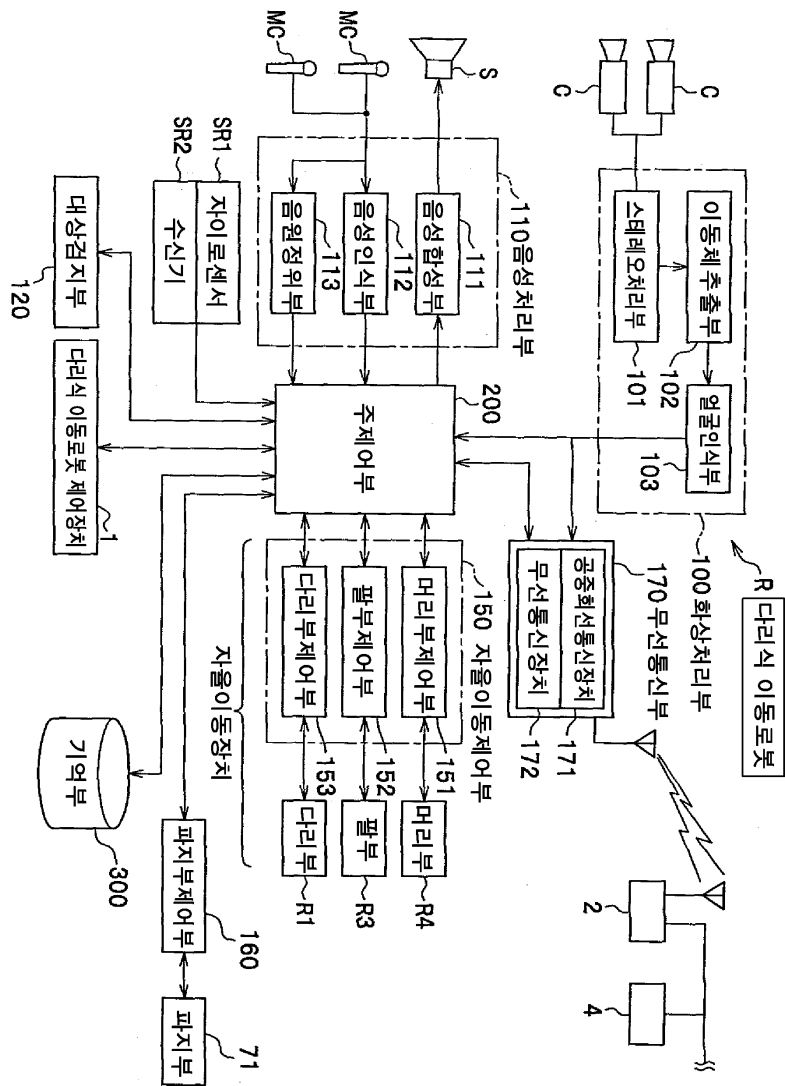 R 다리식 이동로봇
100 화상처리부
C
C
스테레오처리부
101
이동체 추출부
102
얼굴인식부
103
170 무선통신부
공중회선통신장치
171
무선통신장치
172
2
4
S
MC
MC
110 음성처리부
음성합성부
111
음성인식부
112
음원정위부
113
주제어부
200
150 자율이동제어부
머리부제어부
151
팔부제어부
152
다리부제어부
153
머리부
R4
팔부
R3
다리부
R1
자율이동장치
SR1
SR2
자이로센서
수신기
대상검지부
120
다리식 이동로봇 제어장치
1
기억부
300
파지부제어부
160
파지부
71